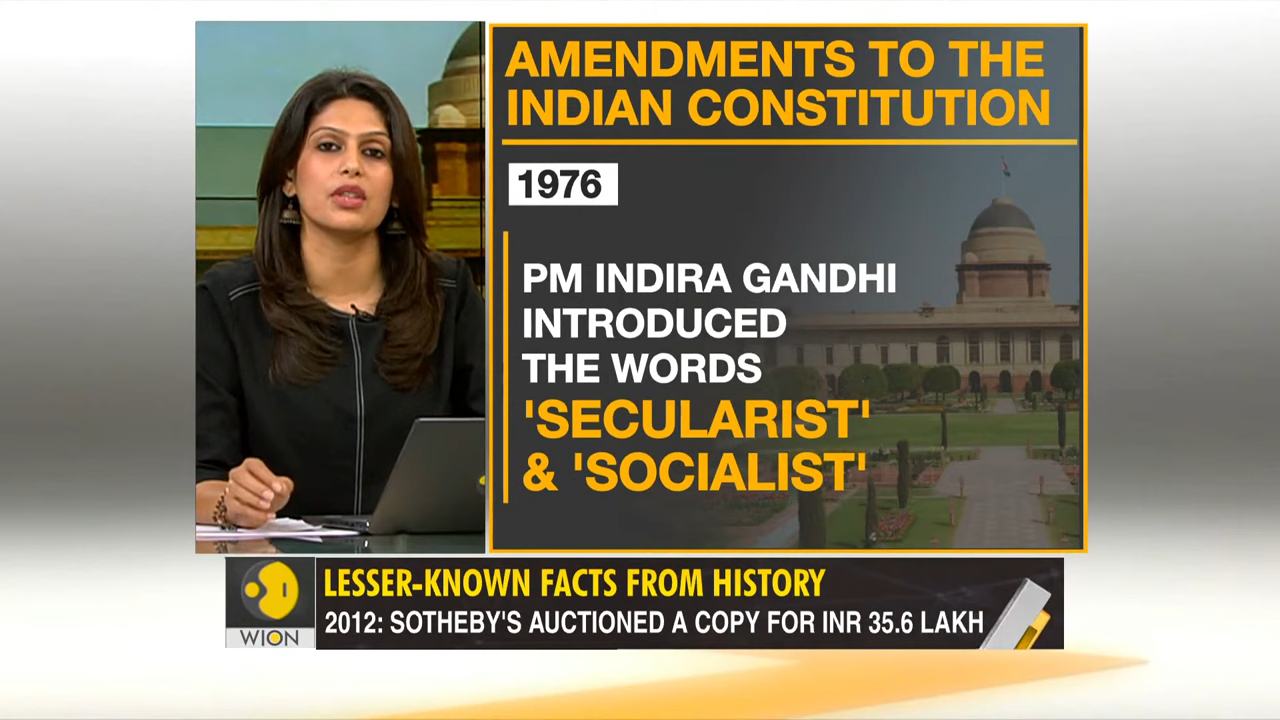 AMENDMENTS TO THE
INDIAN CONSTITUTION
1976
PM INDIRA GANDHI
INTRODUCED
THE WORDS
'SECULARIST'
& 'SOCIALIST'
LESSER-KNOWN FACTS FROM HISTORY
WION
2012: SOTHEBY'S AUCTIONED A COPY FOR INR 35.6 LAKH